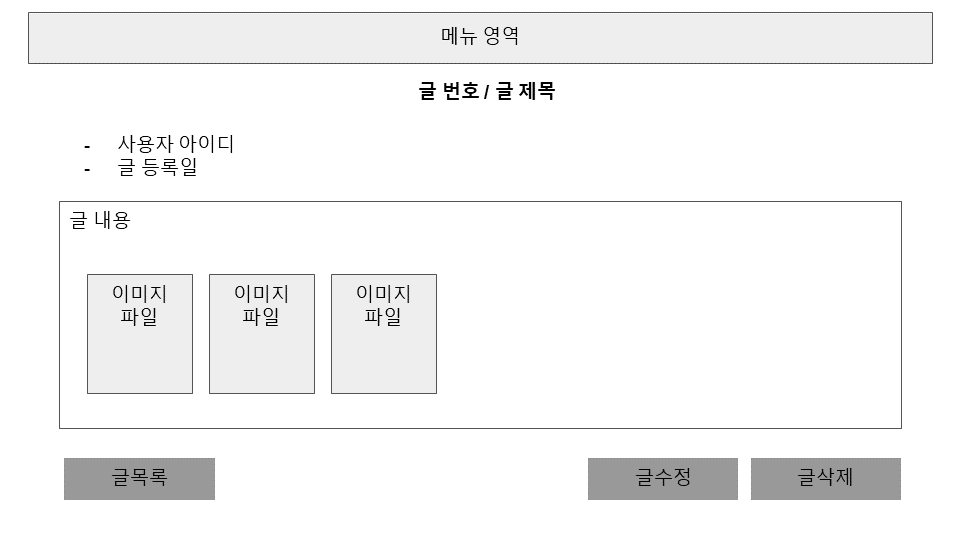 메뉴 영역
글 번호 / 글 제목
- 사용자 아이디
- 글 등록일
글 내용
이미지
파일
이미지
파일
이미지
파일
글목록
글수정
글삭제